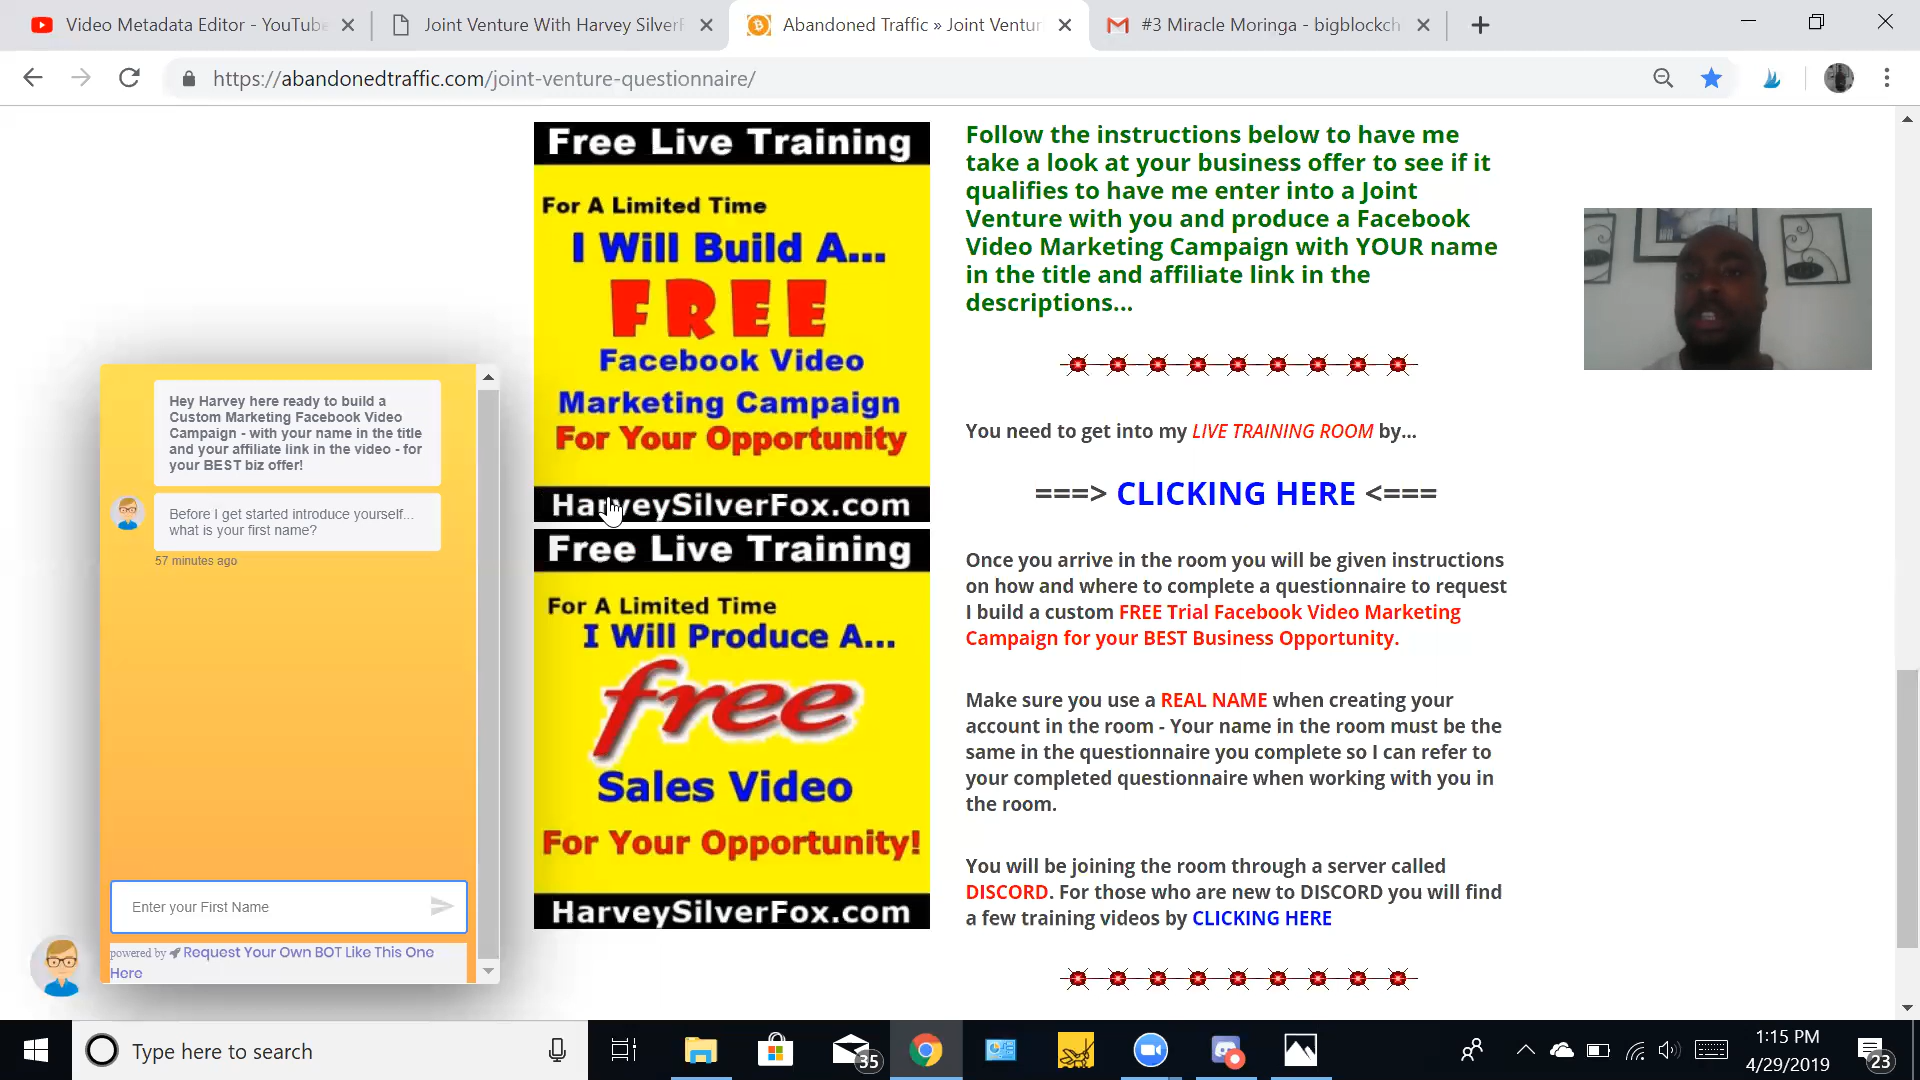 Video Metadata Editor - YouTube
Joint Venture With Harvey SilverF
Abandoned Traffic » Joint Ventur
#3 Miracle Moringa - bigblockch
https://abandonedtraffic.com/joint-venture-questionnaire/
Hey Harvey here ready to build a
Custom Marketing Facebook Video
Campaign - with your name in the title
and your affiliate link in the video - for
your BEST biz offer!
Before I get started introduce yourself...
what is your first name?
57 minutes ago
Enter your First Name
powered by Request Your Own BOT Like This One
Here
Free Live Training
For A Limited Time
I Will Build A...
FREE
Facebook Video
Marketing Campaign
For Your Opportunity
HarveySilverFox.com
Free Live Training
For A Limited Time
I Will Produce A...
free
Sales Video
For Your Opportunity!
HarveySilverFox.com
Follow the instructions below to have me
take a look at your business offer to see if it
qualifies to have me enter into a Joint
Venture with you and produce a Facebook
Video Marketing Campaign with YOUR name
in the title and affiliate link in the
descriptions...
You need to get into my LIVE TRAINING ROOM by...
===> CLICKING HERE <===
Once you arrive in the room you will be given instructions
on how and where to complete a questionnaire to request
I build a custom FREE Trial Facebook Video Marketing
Campaign for your BEST Business Opportunity.
Make sure you use a REAL NAME when creating your
account in the room - Your name in the room must be the
same in the questionnaire you complete so I can refer to
your completed questionnaire when working with you in
the room.
You will be joining the room through a server called
DISCORD. For those who are new to DISCORD you will find
a few training videos by CLICKING HERE
Type here to search
35
1:15 PM
4/29/2019
23